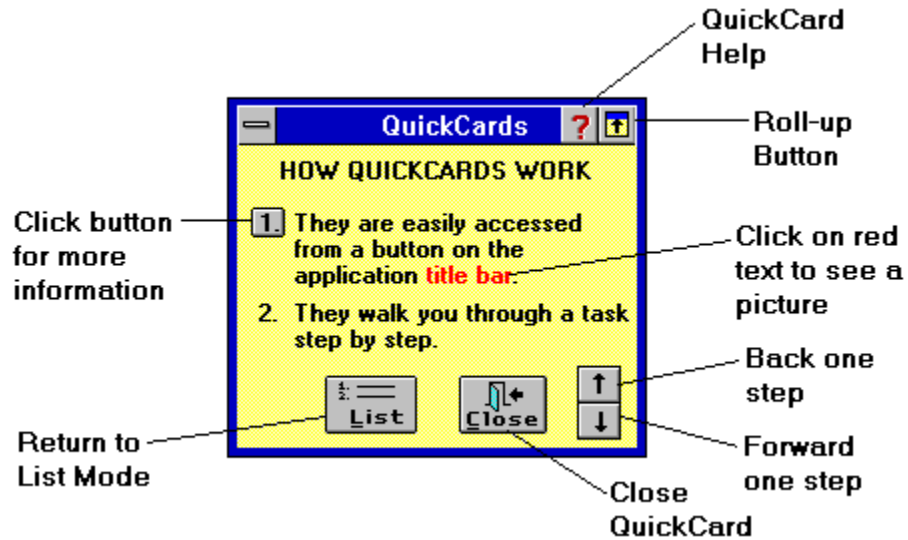 QuickCard
Help
QuickCards
?
Roll-up
Button
HOW QUICKCARDS WORK
Click button
for more
information
1. They are easily accessed
from a button on the
application title bar.
Click on red
text to see a
picture
2. They walk you through a task
step by step.
Back one
step
1.
2.
List
Close
Return to
List Mode
Forward
one step
Close
QuickCard